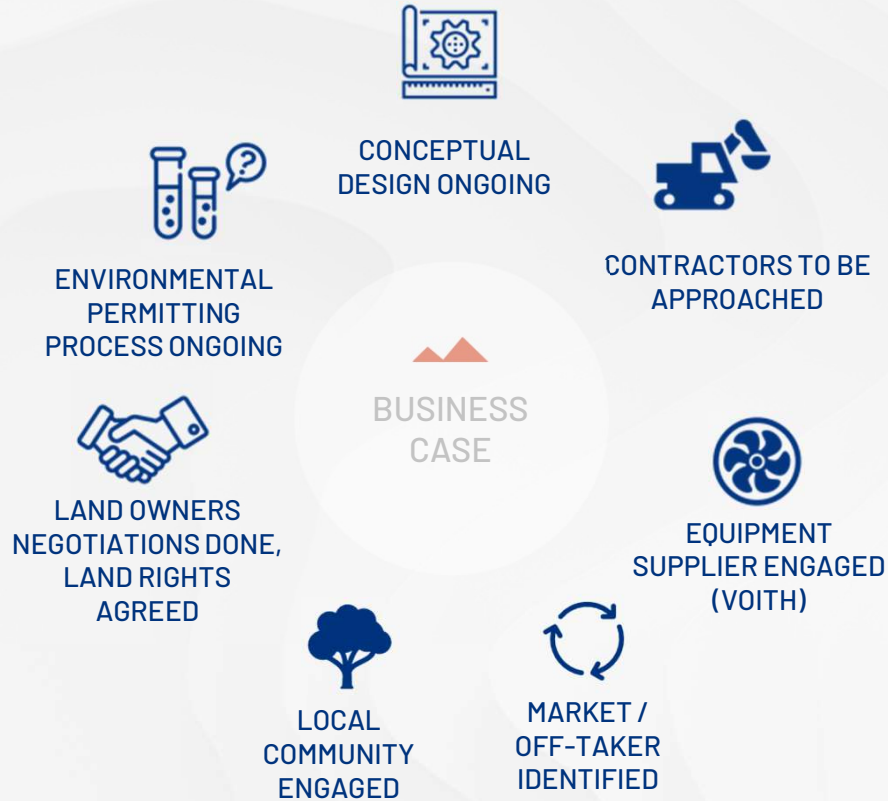 CONCEPTUAL
DESIGN ONGOING
?
CONTRACTORS TO BE
APPROACHED
ENVIRONMENTAL
PERMITTING
PROCESS ONGOING
BUSINESS
CASE
LAND OWNERS
NEGOTIATIONS DONE,
LAND RIGHTS
AGREED
EQUIPMENT
SUPPLIER ENGAGED
(VOITH)
LOCAL
COMMUNITY
ENGAGED
MARKET /
OFF-TAKER
IDENTIFIED